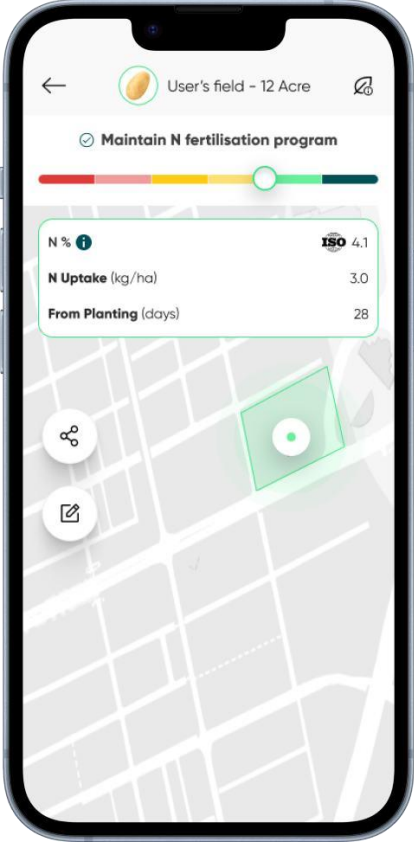 User's field - 12 Acre
Maintain N fertilisation program
N % i ISO 4.1
N Uptake (kg/ha) 3.0
From Planting (days) 28